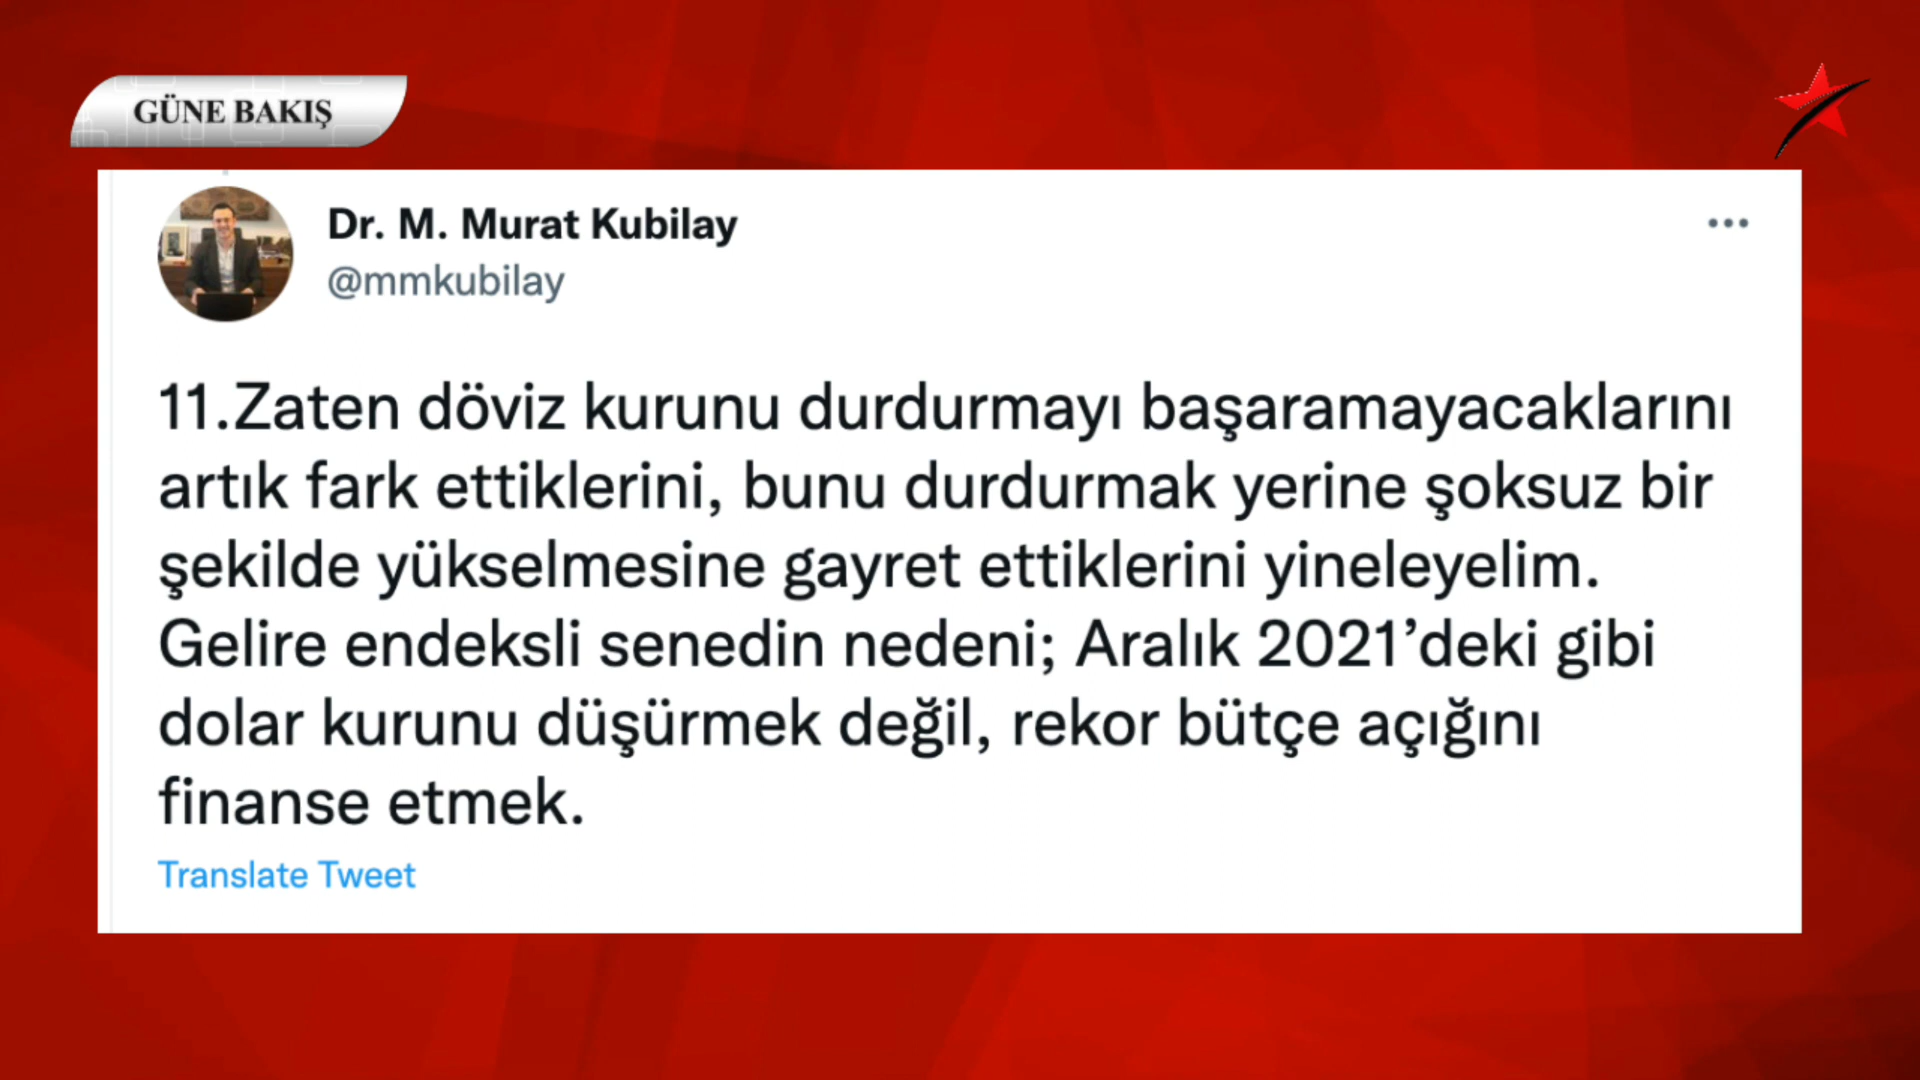 GÜNE BAKIŞ
Dr. M. Murat Kubilay
@mmkubilay
11.Zaten döviz kurunu durdurmayı başaramayacaklarını
artık fark ettiklerini, bunu durdurmak yerine şoksuz bir
şekilde yükselmesine gayret ettiklerini yineleyelim.
Gelire endeksli senedin nedeni; Aralık 2021’deki gibi
dolar kurunu düşürmek değil, rekor bütçe açığını
finanse etmek.
Translate Tweet